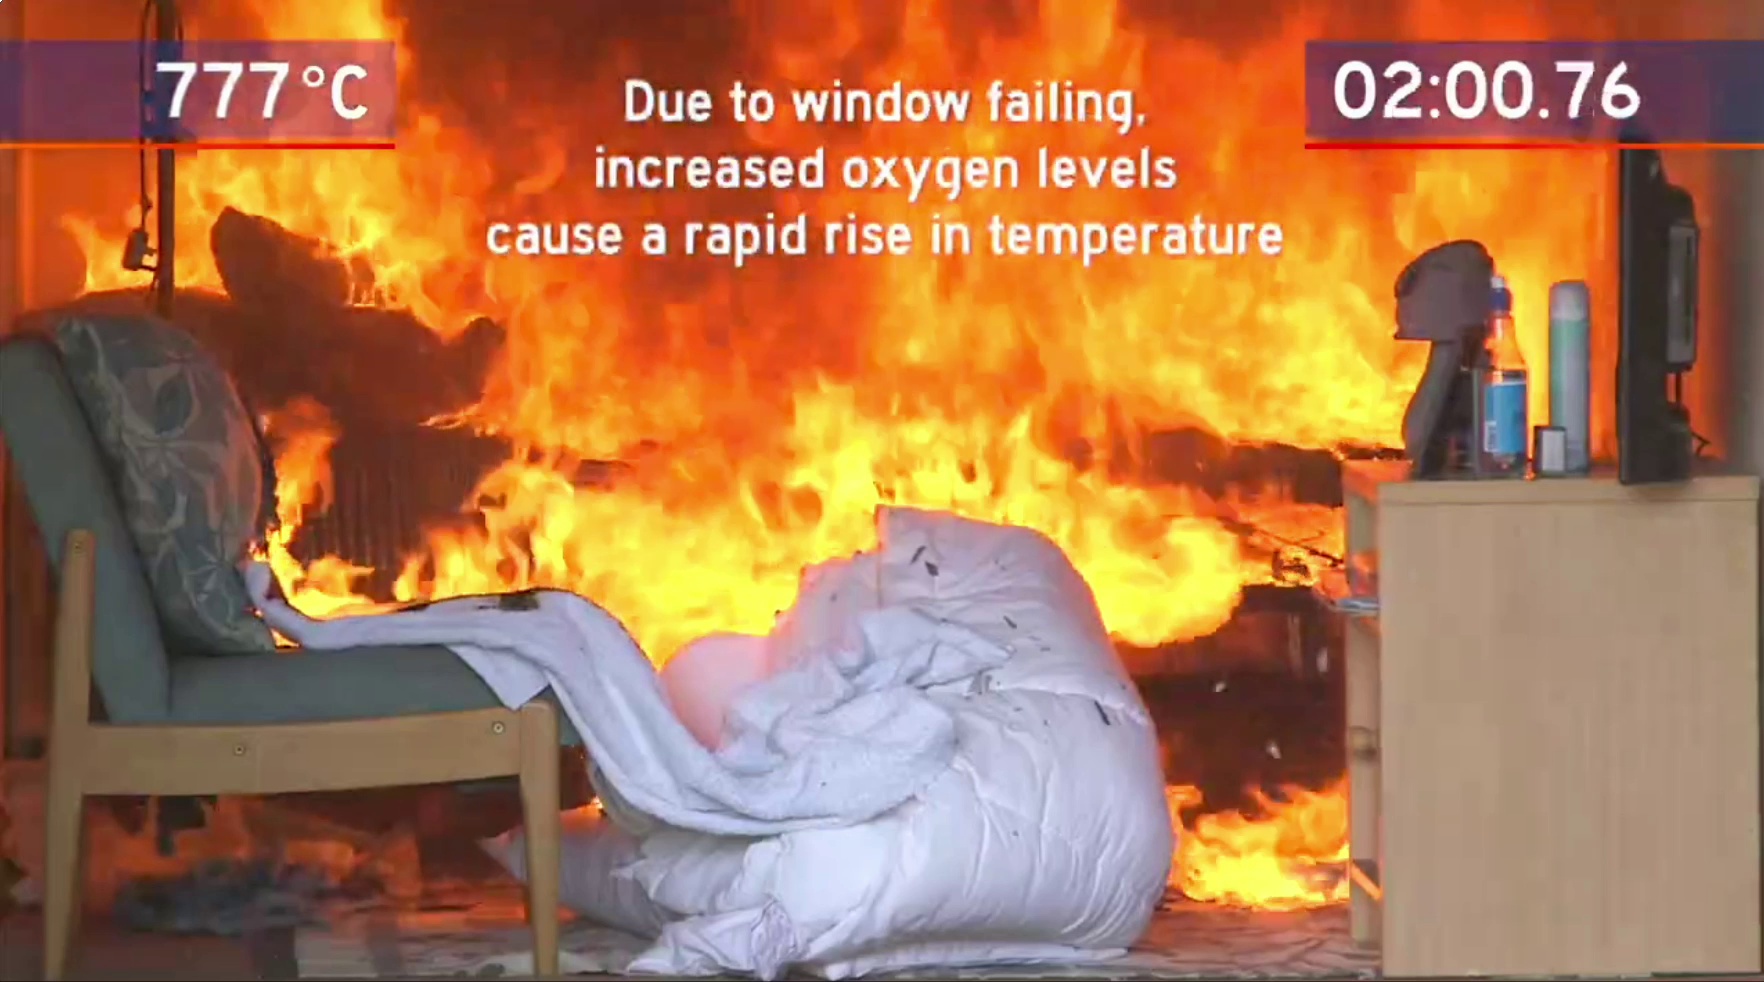 777°C
02:00.76
Due to window failing,
increased oxygen levels
cause a rapid rise in temperature